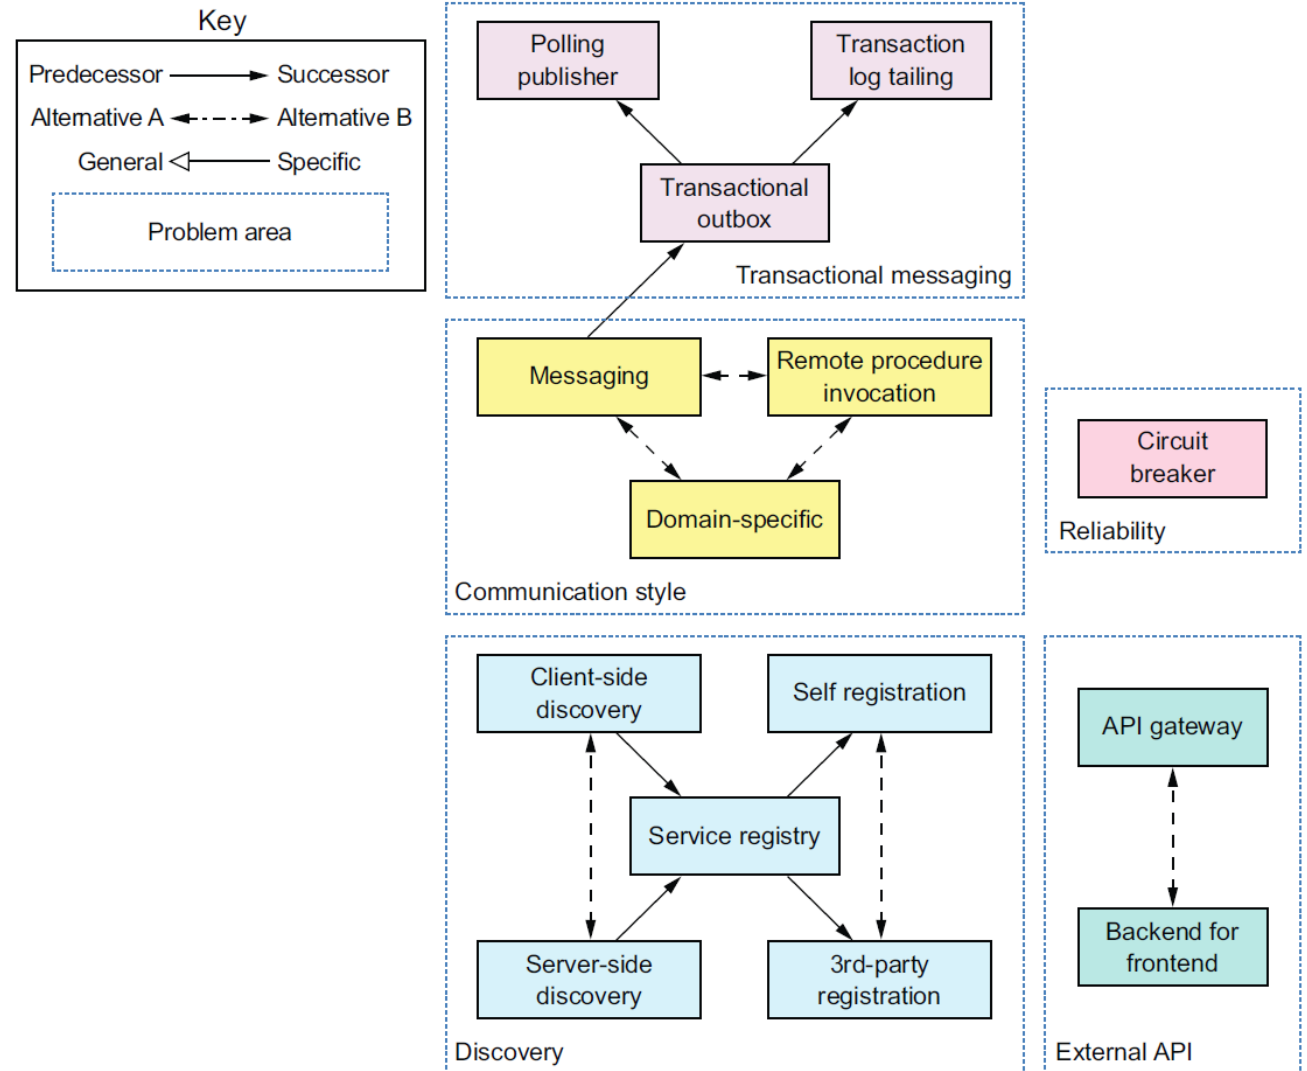 Key
Predecessor
Successor
Alternative A
Alternative B
General
Specific
Problem area
Polling
publisher
Transaction
log tailing
Transactional
outbox
Transactional messaging
Messaging
Remote procedure
invocation
Domain-specific
Communication style
Circuit
breaker
Reliability
Client-side
discovery
Self registration
Service registry
Server-side
discovery
3rd-party
registration
Discovery
API gateway
Backend for
frontend
External API